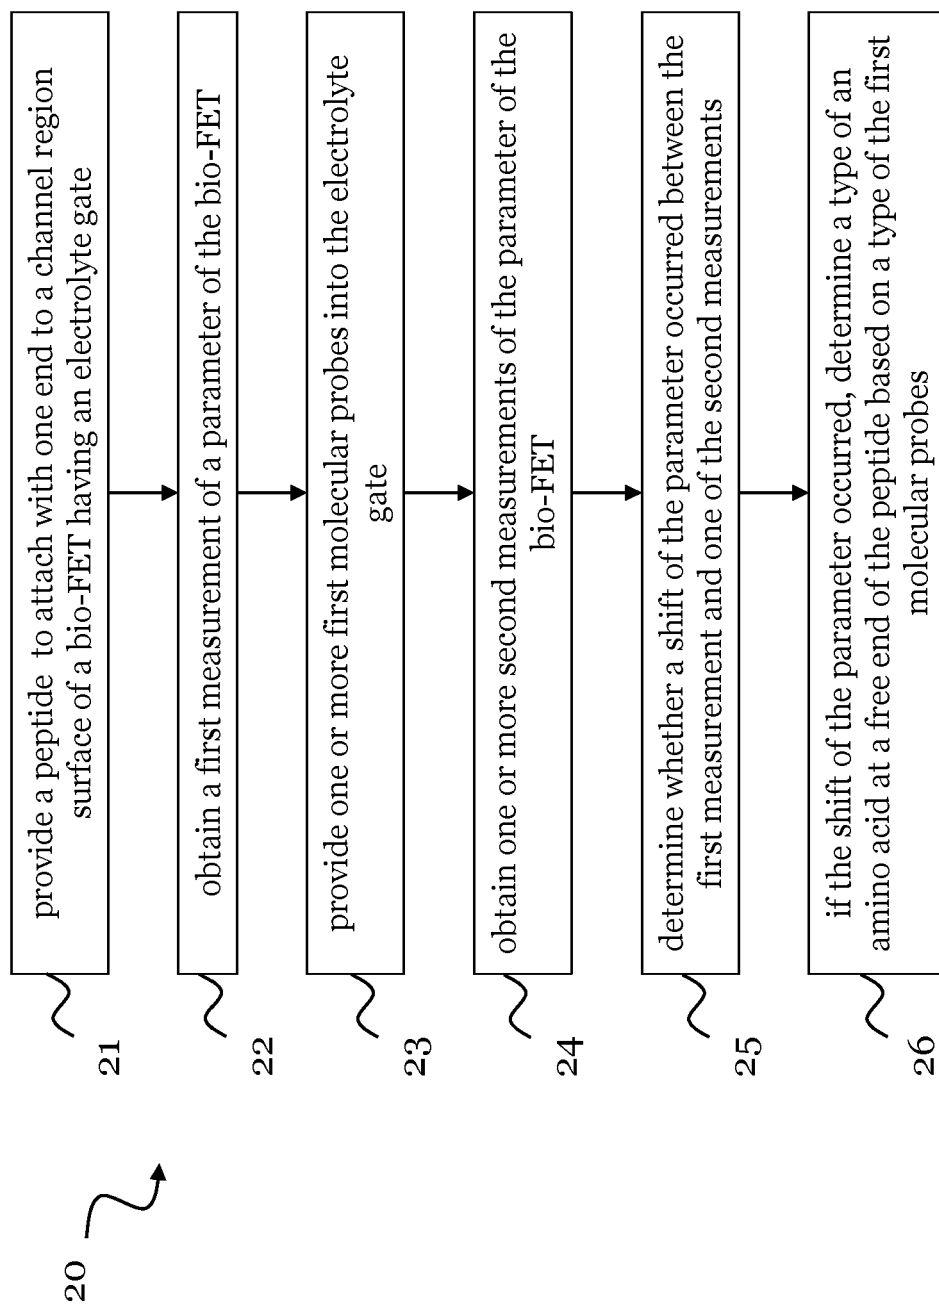 20
21
provide a peptide to attach with one end to a channel region
surface of a bio-FET having an electrolyte gate
22
obtain a first measurement of a parameter of the bio-FET
23
provide one or more first molecular probes into the electrolyte
gate
24
obtain one or more second measurements of the parameter of the
bio-FET
25
determine whether a shift of the parameter occurred between the
first measurement and one of the second measurements
26
if the shift of the parameter occurred, determine a type of an
amino acid at a free end of the peptide based on a type of the first
molecular probes